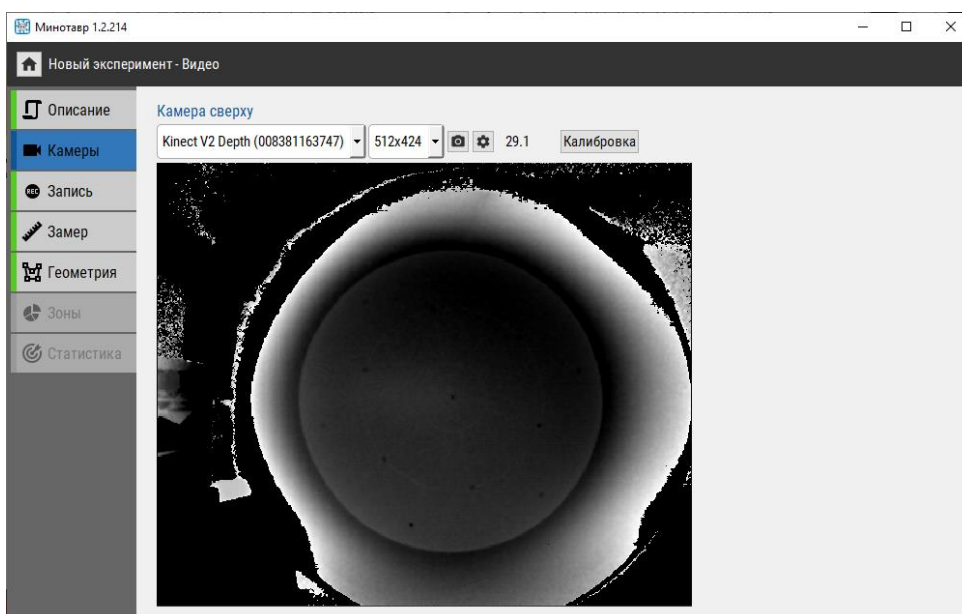 Минотавр 1.2.214
Новый эксперимент - Видео
Описание
Камеры
Запись
Замер
Геометрия
Зоны
Статистика
Камера сверху
Kinect V2 Depth (008381163747)
512x424
29.1
Калибровка
REC